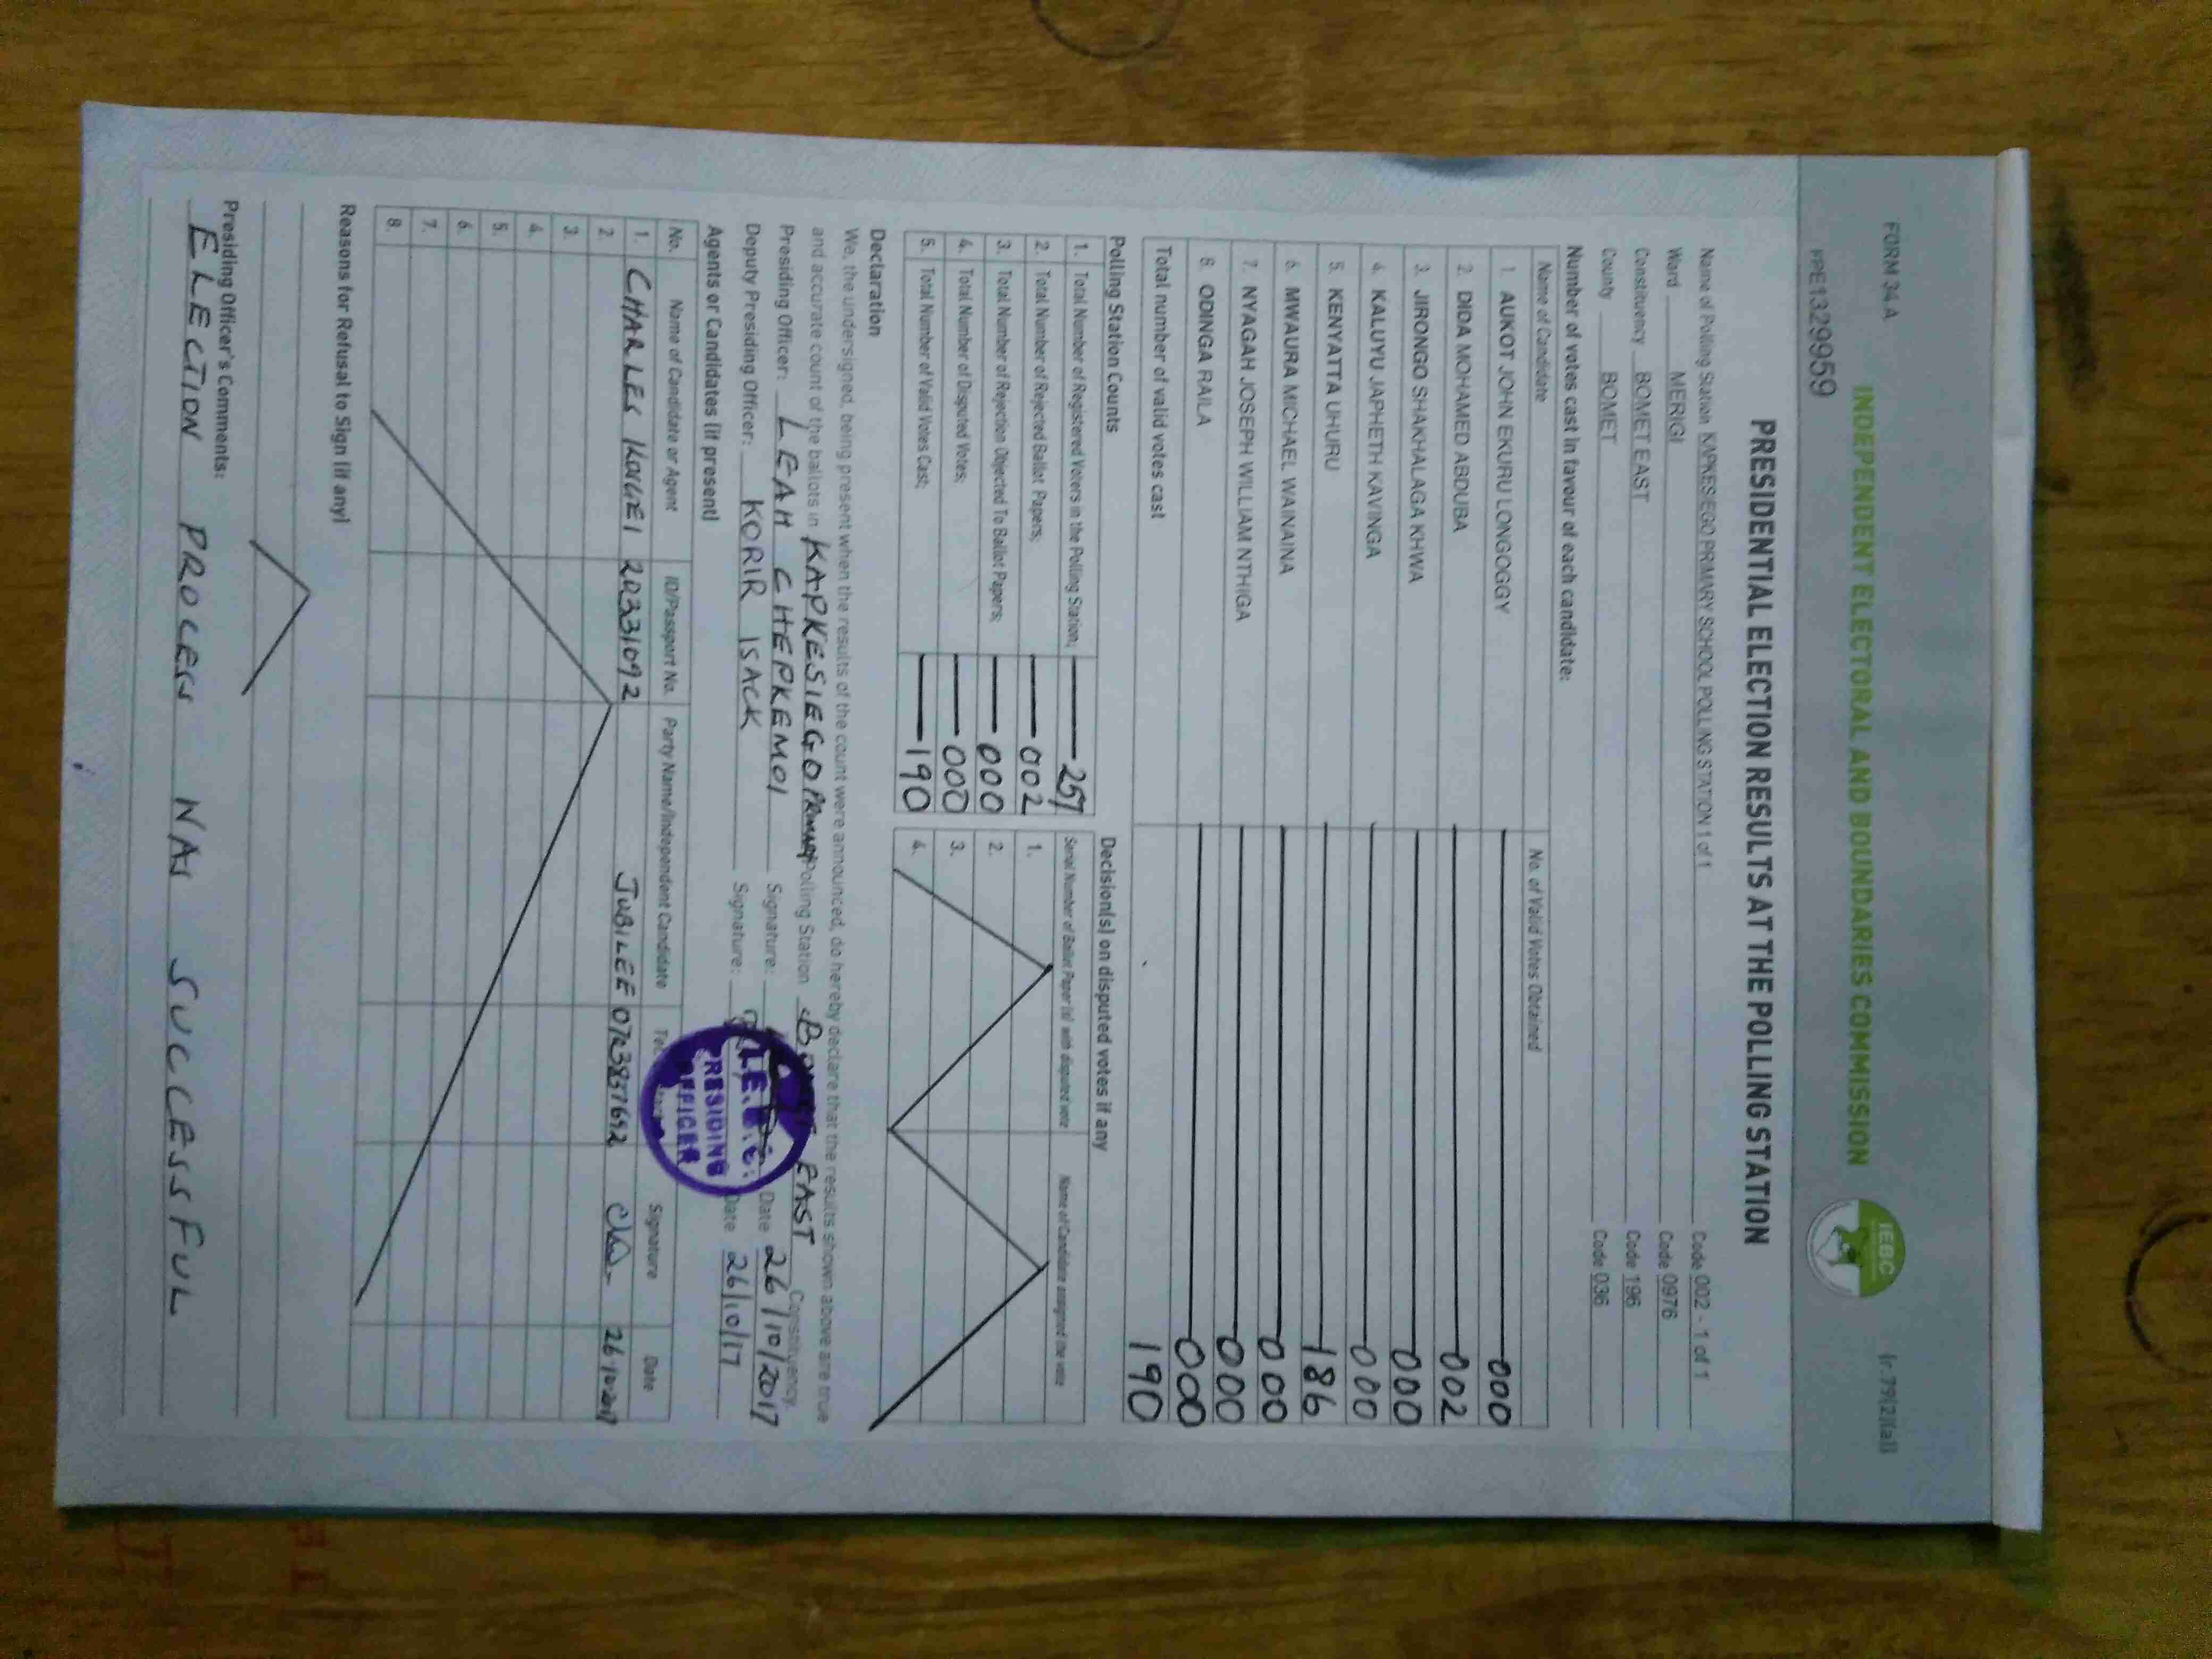 FORM 34A
(r. 79(2)(a))
INDEPENDENT ELECTORAL AND BOUNDARIES COMMISSION
IEBC
PE1329959
PRESIDENTIAL ELECTION RESULTS AT THE POLLING STATION
Name of Polling Station KAPKESIEGO PRIMARY SCHOOL POLLING STATION 1 of 1 Code 002 - 1 of 1
Ward MERIGI Code 0976
Constituency BOMET EAST Code 196
County BOMET Code 036
Number of votes cast in favour of each candidate:
Name of Candidate No. of Valid Votes Obtained
1. AUKOT JOHN EKURU LONGOGGY 000
2. DIDA MOHAMED ABDUBA 002
3. JIRONGO SHAKHALAGA KHWA 000
4. KALUYU JAPHETH KAVINGA 000
5. KENYATTA UHURU 186
6. MWAURA MICHAEL WAINAINA 000
7. NYAGAH JOSEPH WILLIAM NTHIGA 000
8. ODINGA RAILA 000
Total number of valid votes cast 190
Polling Station Counts
1. Total Number of Registered Voters in the Polling Station;
2. Total Number of Rejected Ballot Papers; 002
3. Total Number of Rejection Objected To Ballot Papers; 000
4. Total Number of Disputed Votes; 000
5. Total Number of Valid Votes Cast; 190
Decision(s) on disputed votes if any
Serial Number of Ballot Paper (s) with disputed vote Name of Candidate assigned the vote
1.
2.
3.
4.
Declaration
We, the undersigned, being present when the results of the count were announced, do hereby declare that the results shown above are true
and accurate count of the ballots in KAPKESIEGO Primary Polling Station BOMET EAST Constituency.
Presiding Officer: LEAH CHEPKEMOI Signature: Date 26/10/2017
Deputy Presiding Officer: KORIR ISACK Signature: Date 26/10/17
PRESIDING
OFFICER
Agents or Candidates (if present)
No. Name of Candidate or Agent ID/Passport No. Party Name/Independent Candidate Signature Date
1. CHARLES 20331092 JUBILEE 26.10.2017
2.
3.
4.
5.
6.
7.
8.
Reasons for Refusal to Sign (if any)
Presiding Officer's Comments:
ELECTION PROCESS WAS SUCCESSFUL